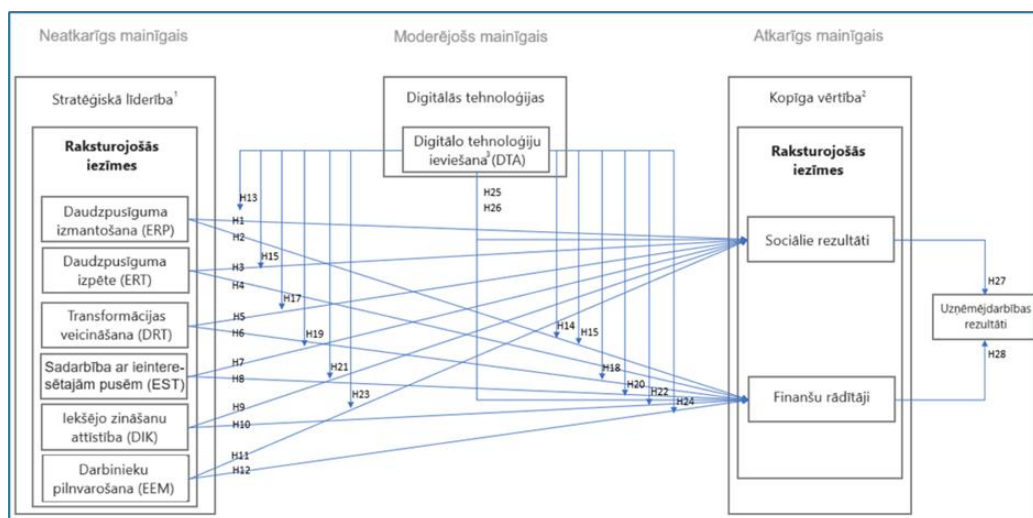 Neatkarīgs mainīgais
Moderējošs mainīgais
Atkarīgs mainīgais
Stratēģiskā līderība¹
Raksturojošās
iezīmes
Daudzpusīguma
izmantošana (ERP)
Daudzpusīguma
izpēte (ERT)
Transformācijas
veicināšana (DRT)
Sadarbība ar ieintere-
sētajām pusēm (EST)
Iekšējo zināšanu
attīstība (DIK)
Darbinieku
pilnvarošana (EEM)
Digitālās tehnoloģijas
Digitālo tehnoloģiju
ieviešana³ (DTA)
H13
H1
H2
H15
H3
H4
H17
H5
H6
H19
H7
H8
H21
H23
H9
H10
H11
H12
H25
H26
H14
H15
H18
H20
H22
H24
Kopīga vērtība²
Raksturojošās
iezīmes
Sociālie rezultāti
Finanšu rādītāji
H27
Uzņēmējdarbības
rezultāti
H28